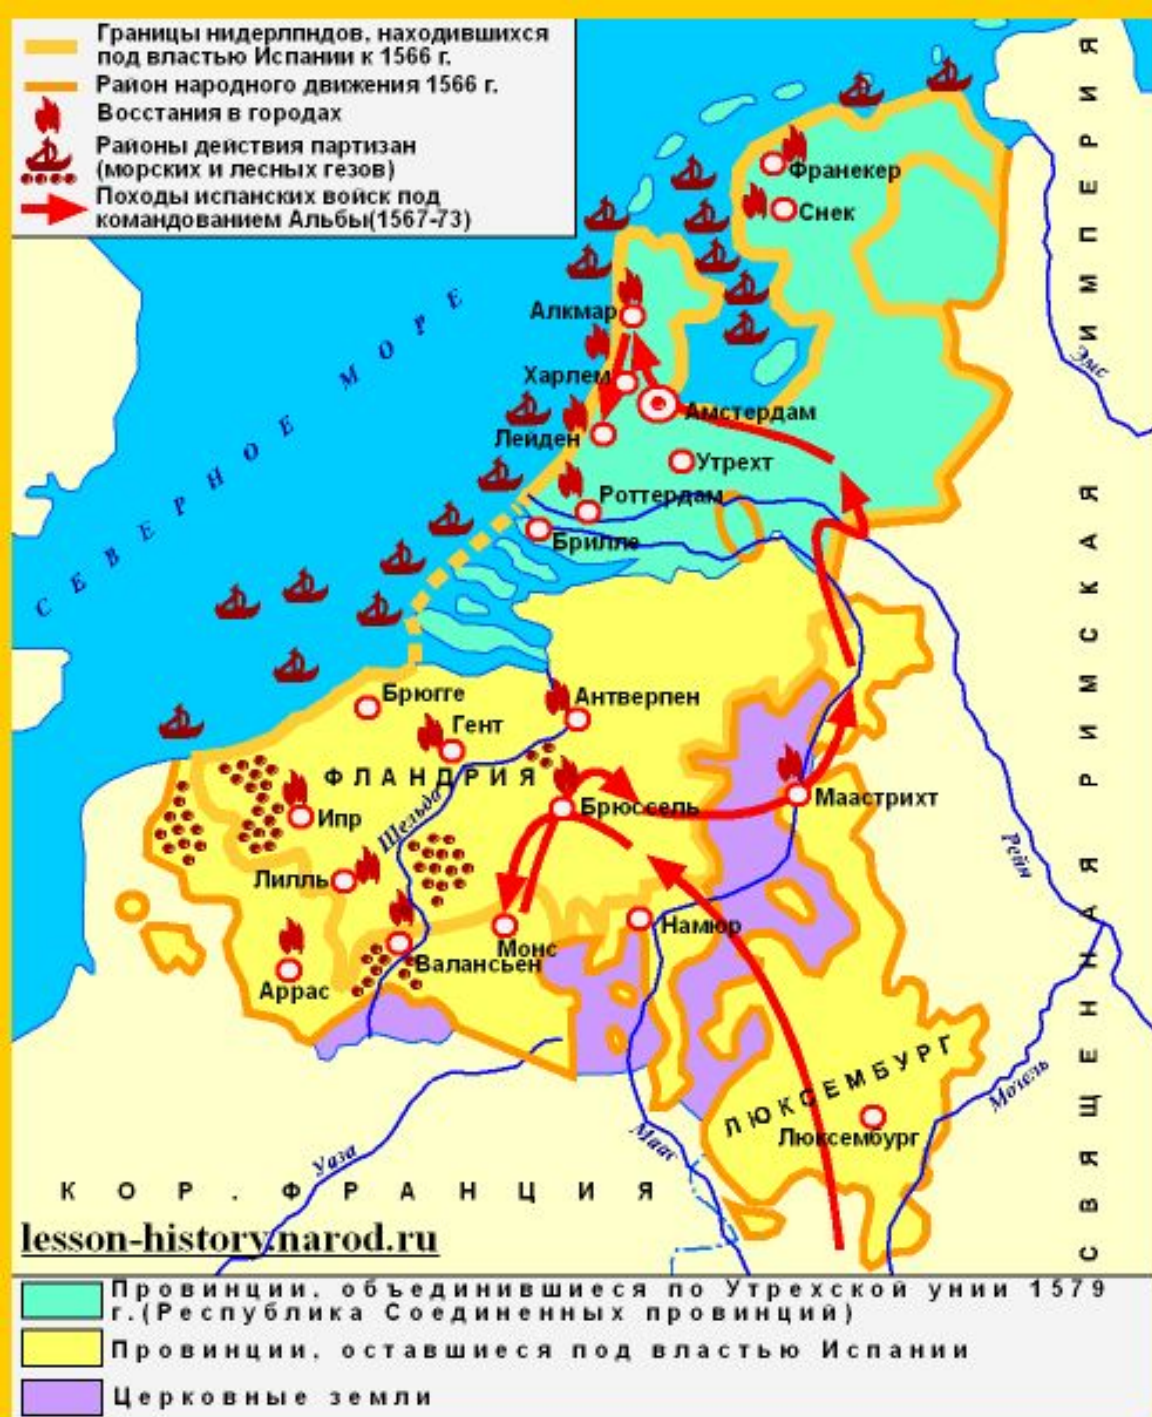 Границы нидерлпндов, находившихся
под властью Испании к 1566 г.
Район народного движения 1566 г.
Восстания в городах
Районы действия партизан
(морских и лесных гезов)
Походы испанских войск под
командованием Альбы(1567-73)
СЕВЕРНОЕ МОРЕ
Франекер
Снек
Алкмар
Харлем
Амстердам
Лейден
Утрехт
Роттердам
Брилле
Эмс
СВЯЩЕННАЯ РИМСКАЯ ИМПЕРИЯ
Брюгге
Антверпен
Гент
ФЛАНДРИЯ
Шельда
Ипр
Брюссель
Маастрихт
Лилль
Рейн
Намюр
Монс
Валансьен
Аррас
ЛЮКСЕМБУРГ
Люксембург
Мозель
Маас
Уаза
КОР. ФРАНЦИЯ
lesson-history.narod.ru
Провинции, объединившиеся по Утрехской унии 1579
г.(Республика Соединенных провинций)
Провинции, оставшиеся под властью Испании
Церковные земли